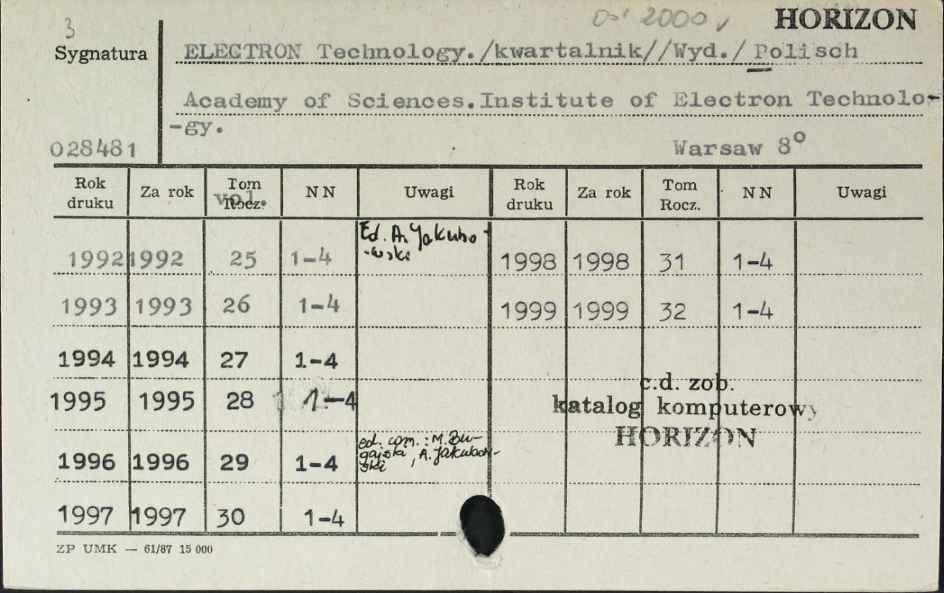 od 2000, HORIZON
3
Sygnatura ELECTRON Technology./kwartalnik//Wyd./Polisch
Academy of Sciences.Institute of Electron Technolo-
-gy.
028481 Warsaw 8°
Rok druku Za rok Tom Rocz. vol. NN Uwagi Rok druku Za rok Tom Rocz. NN Uwagi
1992 1992 25 1-4 Ed. A. Jakubo- 1998 1998 31 1-4
-wski
1993 1993 26 1-4 1999 1999 32 1-4
1994 1994 27 1-4
c.d. zob.
1995 1995 28 1-4 katalog komputerowy
HORIZON
1996 1996 29 1-4 ed. com.: M. Bu-
gajski, A. Jakubow-
ski
1997 1997 30 1-4
ZP UMK — 61/87 15 000